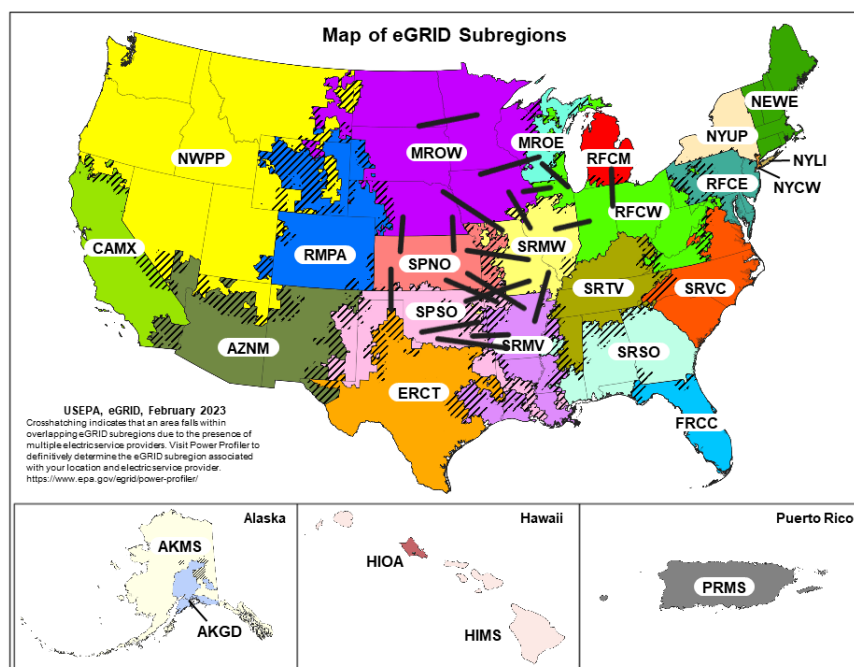 Map of eGRID Subregions
NEWE
NYUP
MROE
MROW
NWPP
RFCM
NYLI
NYCW
RFCE
RFCW
CAMX
RMPA
SRMW
SPNO
SRTV
SRVC
SPSO
AZNM
SRMV
SRSO
ERCT
FRCC
USEPA, eGRID, February 2023
Crosshatching indicates that an area falls within
overlapping eGRID subregions due to the presence of
multiple electric service providers. Visit Power Profiler to
definitively determine the eGRID subregion associated
with your location and electric service provider.
https://www.epa.gov/egrid/power-profiler/
Alaska
AKMS
AKGD
Hawaii
HIOA
HIMS
Puerto Rico
PRMS